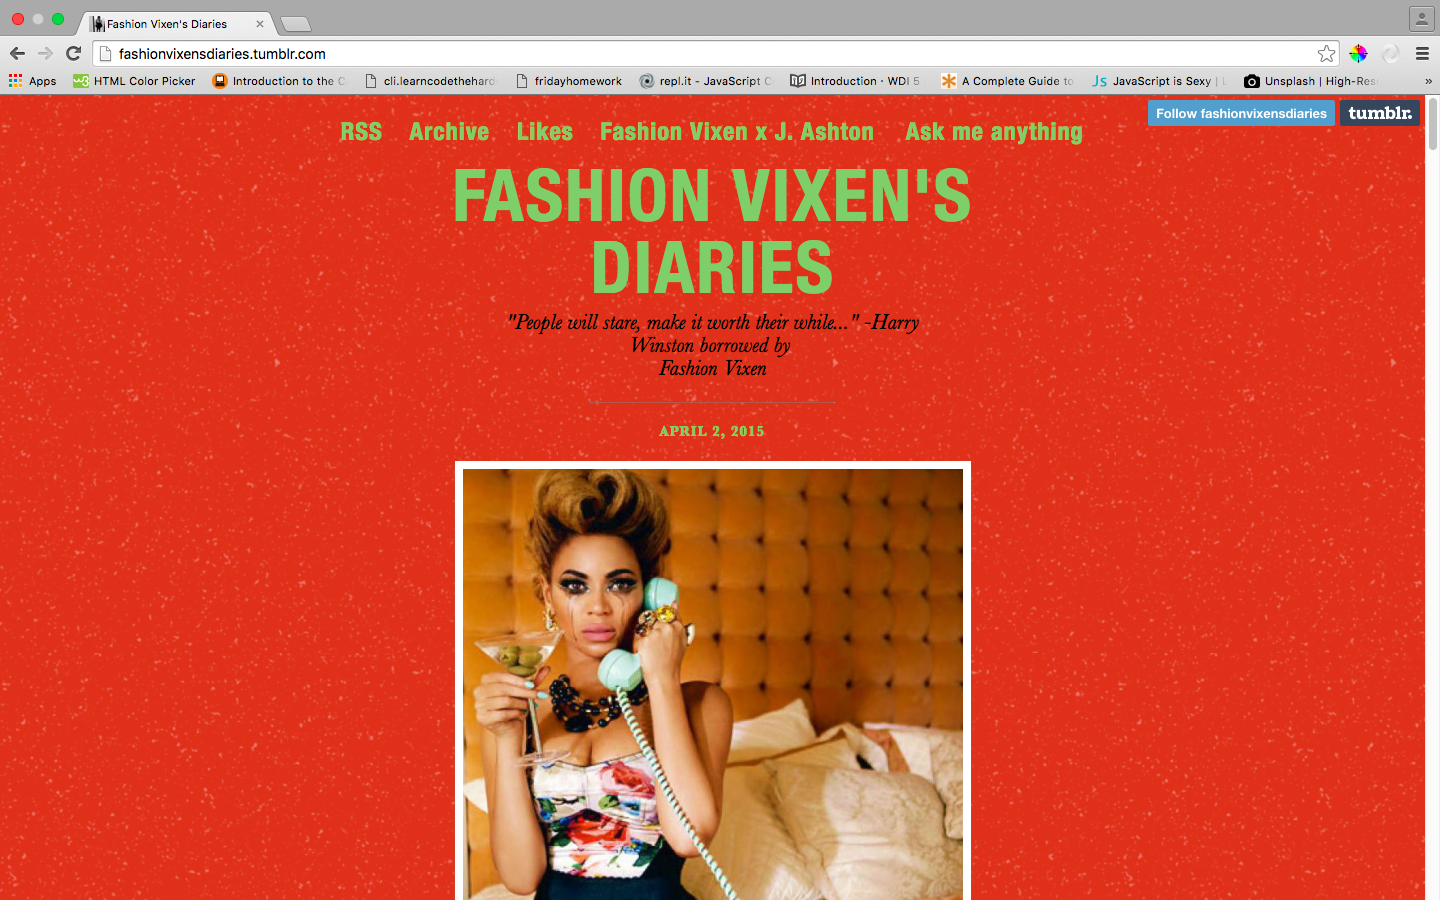 Fashion Vixen's Diaries
fashionvixensdiaries.tumblr.com
Apps HTML Color Picker Introduction to the C cli.learncodethehard fridayhomework repl.it - JavaScript C Introduction · WDI 5 A Complete Guide to JS JavaScript is Sexy | Unsplash | High-Res »
Follow fashionvixensdiaries tumblr.
RSS Archive Likes Fashion Vixen x J. Ashton Ask me anything
FASHION VIXEN'S
DIARIES
"People will stare, make it worth their while..." -Harry
Winston borrowed by
Fashion Vixen
APRIL 2, 2015